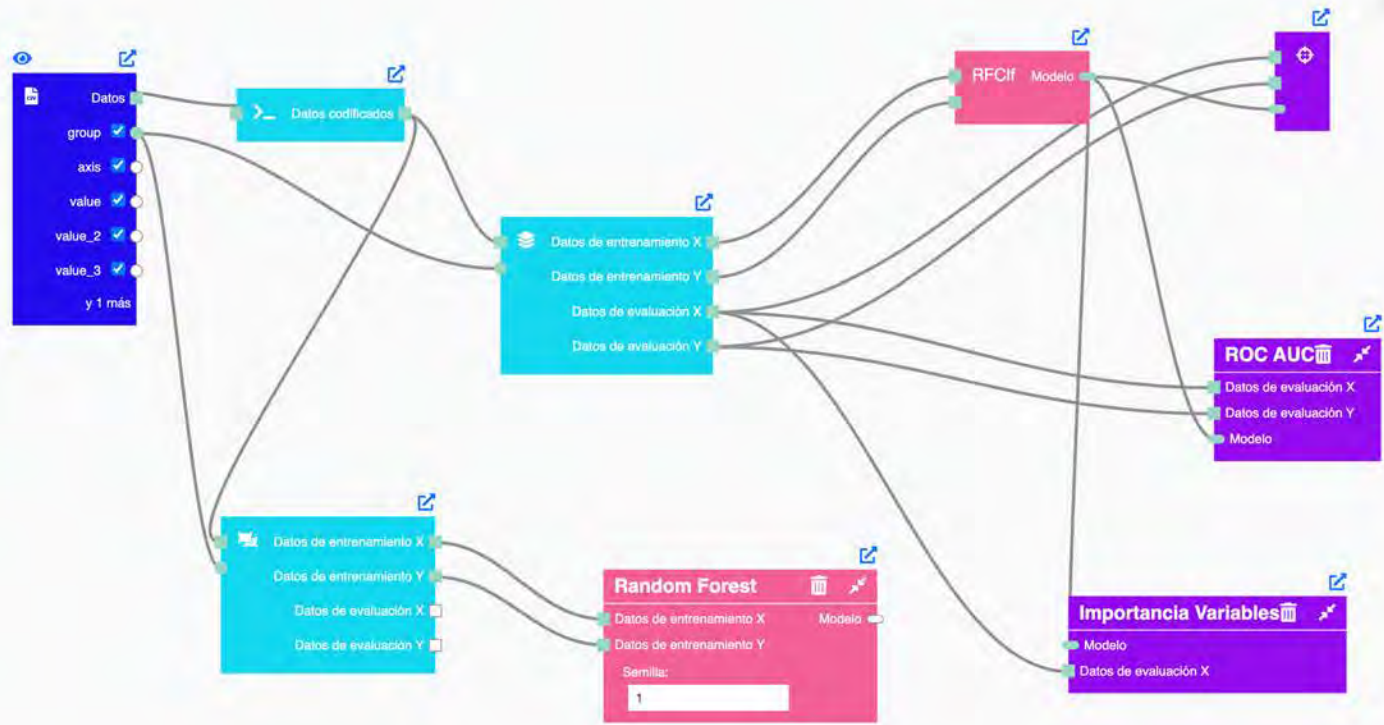 CSV
Datos
group
axis
value
value_2
value_3
y 1 más
>_ Datos codificados
Datos de entrenamiento X
Datos de entrenamiento Y
Datos de evaluación X
Datos de evaluación Y
RFClf Modelo
ROC AUC
Datos de evaluación X
Datos de evaluación Y
Modelo
Datos de entrenamiento X
Datos de entrenamiento Y
Datos de evaluación X
Datos de evaluación Y
Random Forest
Datos de entrenamiento X Modelo
Datos de entrenamiento Y
Semilla:
1
Importancia Variables
Modelo
Datos de evaluación X